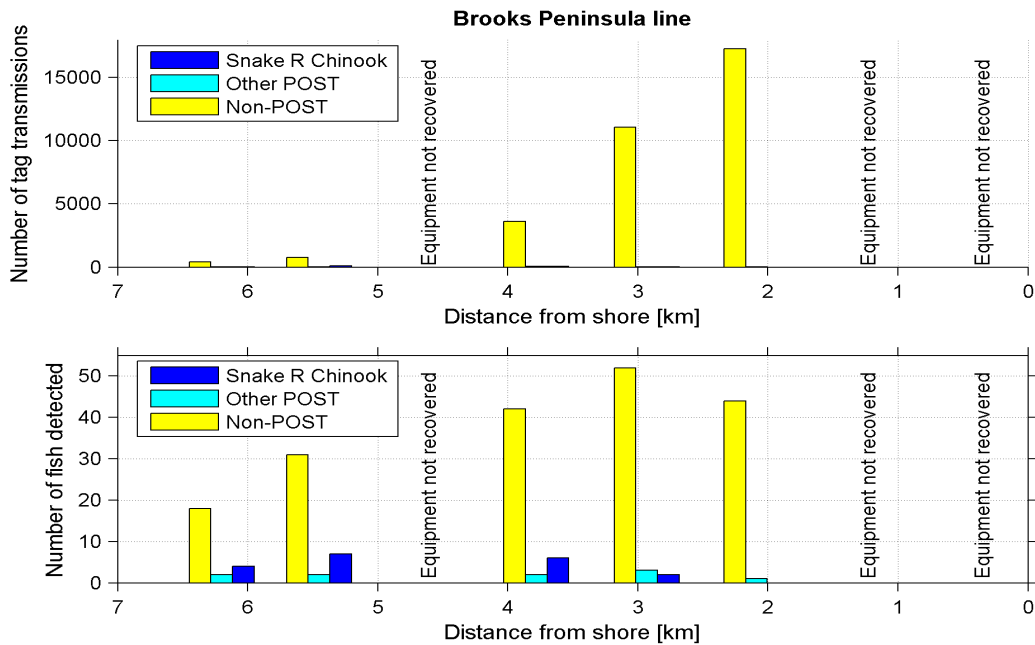 Brooks Peninsula line
Number of tag transmissions
15000
10000
5000
0
Snake R Chinook
Other POST
Non-POST
Equipment not recovered
Equipment not recovered
Equipment not recovered
7 6 5 4 3 2 1 0
Distance from shore [km]
Number of fish detected
50
40
30
20
10
0
Snake R Chinook
Other POST
Non-POST
Equipment not recovered
Equipment not recovered
Equipment not recovered
7 6 5 4 3 2 1 0
Distance from shore [km]